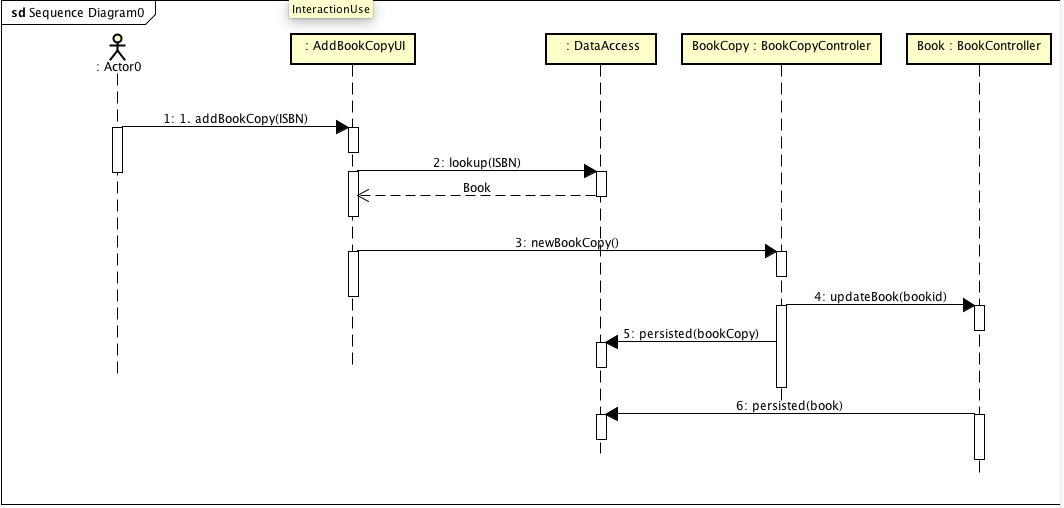 sd Sequence Diagram0
InteractionUse
: Actor0
: AddBookCopyUI
: DataAccess
BookCopy : BookCopyControler
Book : BookController
1: 1. addBookCopy(ISBN)
2: lookup(ISBN)
Book
3: newBookCopy()
4: updateBook(bookid)
5: persisted(bookCopy)
6: persisted(book)